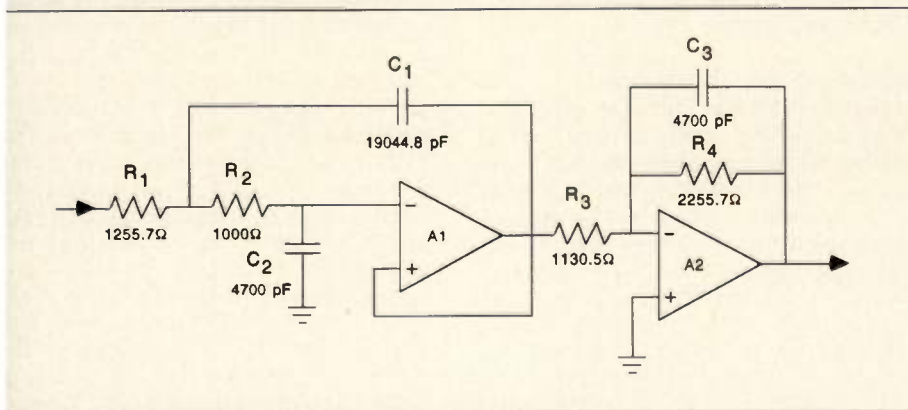 C1
19044.8 pF
C3
4700 pF
R4
2255.7Ω
R1
1255.7Ω
R2
1000Ω
C2
4700 pF
−
A1
+
R3
1130.5Ω
−
A2
+